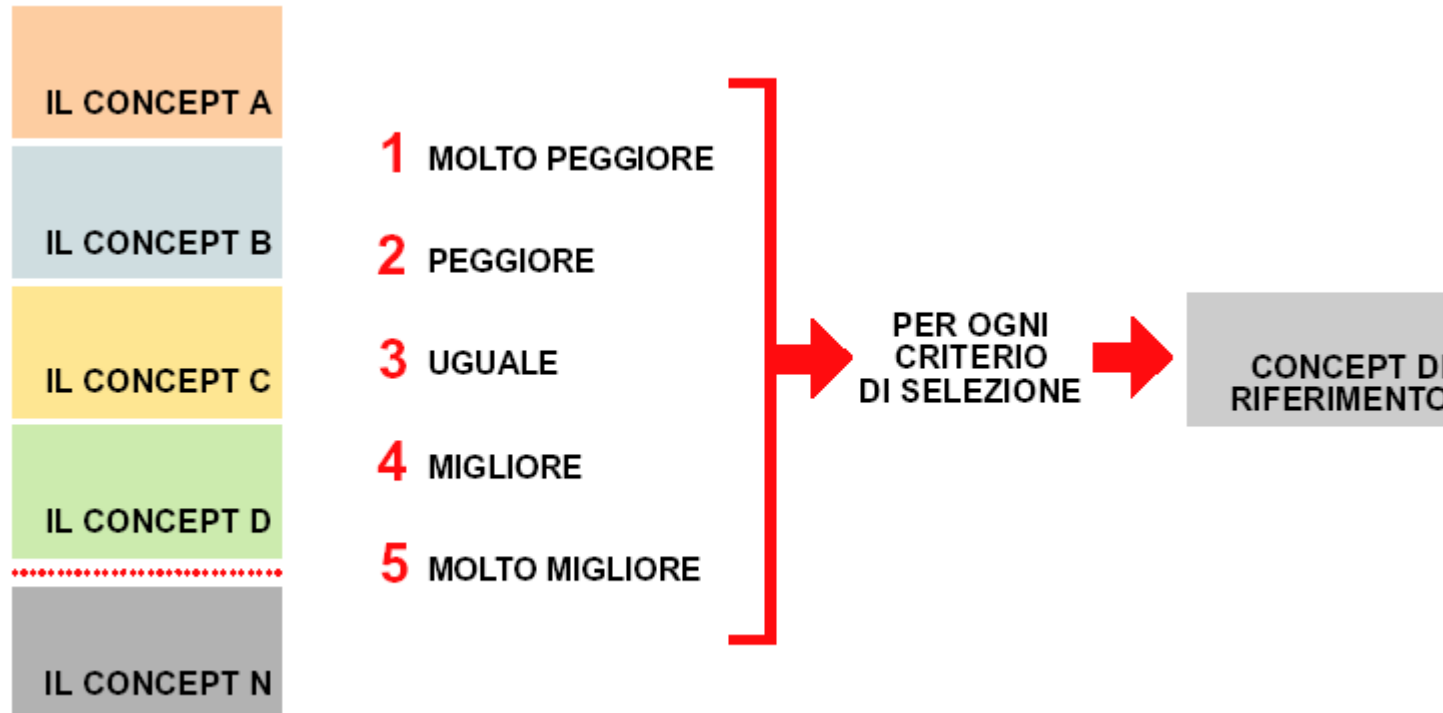 IL CONCEPT A
IL CONCEPT B
IL CONCEPT C
IL CONCEPT D
IL CONCEPT N
1 MOLTO PEGGIORE
2 PEGGIORE
3 UGUALE
4 MIGLIORE
5 MOLTO MIGLIORE
PER OGNI
CRITERIO
DI SELEZIONE
CONCEPT DI
RIFERIMENTO